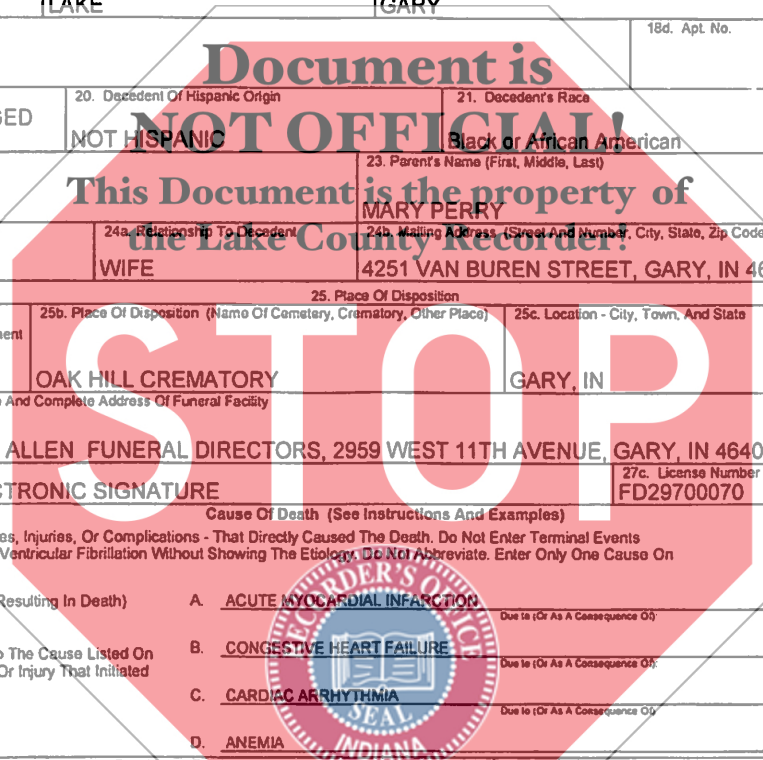 LAKE GARY
18d. Apt. No.
Document is
20. Decedent Of Hispanic Origin 21. Decedent's Race
GED NOT HISPANIC Black or African American
NOT OFFICIAL!
23. Parent's Name (First, Middle, Last)
This Document is the property of
MARY PERRY
24a. Relationship To Decedent 24b. Mailing Address (Street And Number, City, State, Zip Code
the Lake County Recorder!
WIFE 4251 VAN BUREN STREET, GARY, IN 46
25. Place Of Disposition
25b. Place Of Disposition (Name Of Cemetery, Crematory, Other Place) 25c. Location - City, Town, And State
ment
OAK HILL CREMATORY GARY, IN
STOP
e And Complete Address Of Funeral Facility
ALLEN FUNERAL DIRECTORS, 2959 WEST 11TH AVENUE, GARY, IN 4640
27c. License Number
CTRONIC SIGNATURE FD29700070
Cause Of Death (See Instructions And Examples)
es, Injuries, Or Complications - That Directly Caused The Death. Do Not Enter Terminal Events
Ventricular Fibrillation Without Showing The Etiology. Do Not Abbreviate. Enter Only One Cause On
RECORDER'S OFFICE
Resulting In Death) A. ACUTE MYOCARDIAL INFARCTION
Due to (Or As A Consequence Of):
o The Cause Listed On B. CONGESTIVE HEART FAILURE
Or Injury That Initiated Due to (Or As A Consequence Of):
C. CARDIAC ARRHYTHMIA
Due to (Or As A Consequence Of)
SEAL
D. ANEMIA
INDIANA